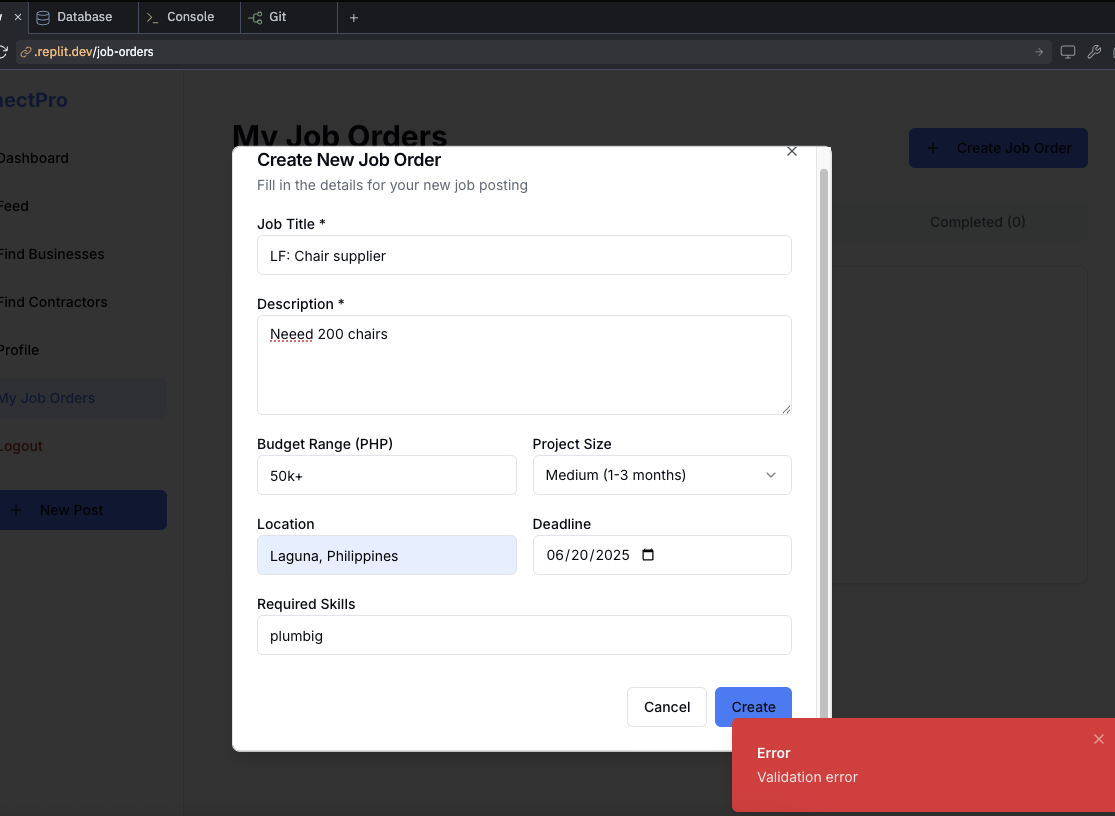 Database
Console
Git
.replit.dev/job-orders
nectPro
Dashboard
Feed
Find Businesses
Find Contractors
Profile
My Job Orders
Logout
+ New Post
My Job Orders
+ Create Job Order
Completed (0)
Create New Job Order
Fill in the details for your new job posting
Job Title *
LF: Chair supplier
Description *
Neeed 200 chairs
Budget Range (PHP)
50k+
Project Size
Medium (1-3 months)
Location
Laguna, Philippines
Deadline
06/20/2025
Required Skills
plumbig
Cancel
Create
Error
Validation error